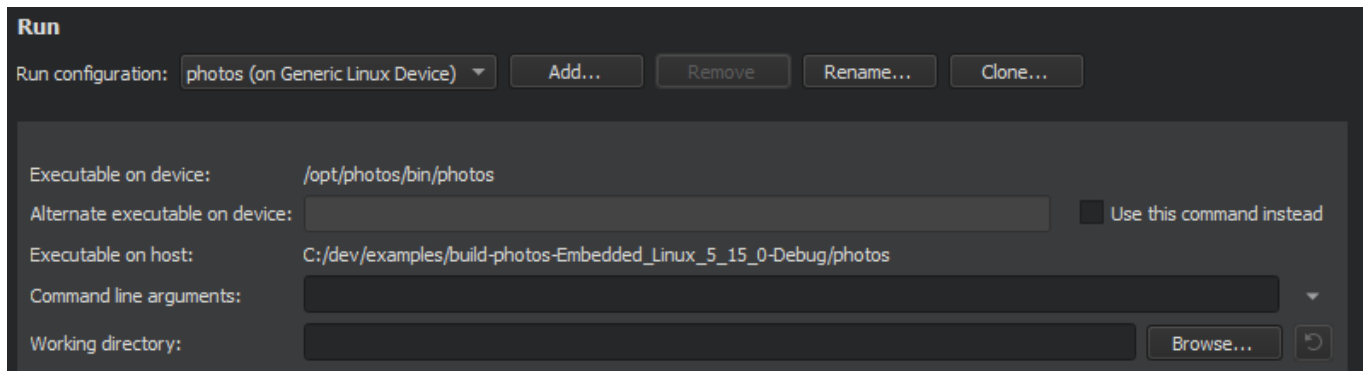 Run
Run configuration: photos (on Generic Linux Device) Add... Remove Rename... Clone...
Executable on device: /opt/photos/bin/photos
Alternate executable on device: Use this command instead
Executable on host: C:/dev/examples/build-photos-Embedded_Linux_5_15_0-Debug/photos
Command line arguments:
Working directory: Browse...